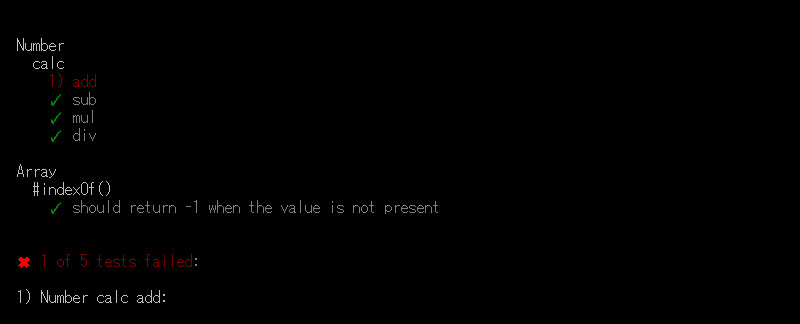 Number
calc
1) add
✓ sub
✓ mul
✓ div
Array
#indexOf()
✓ should return -1 when the value is not present
✖ 1 of 5 tests failed:
1) Number calc add: